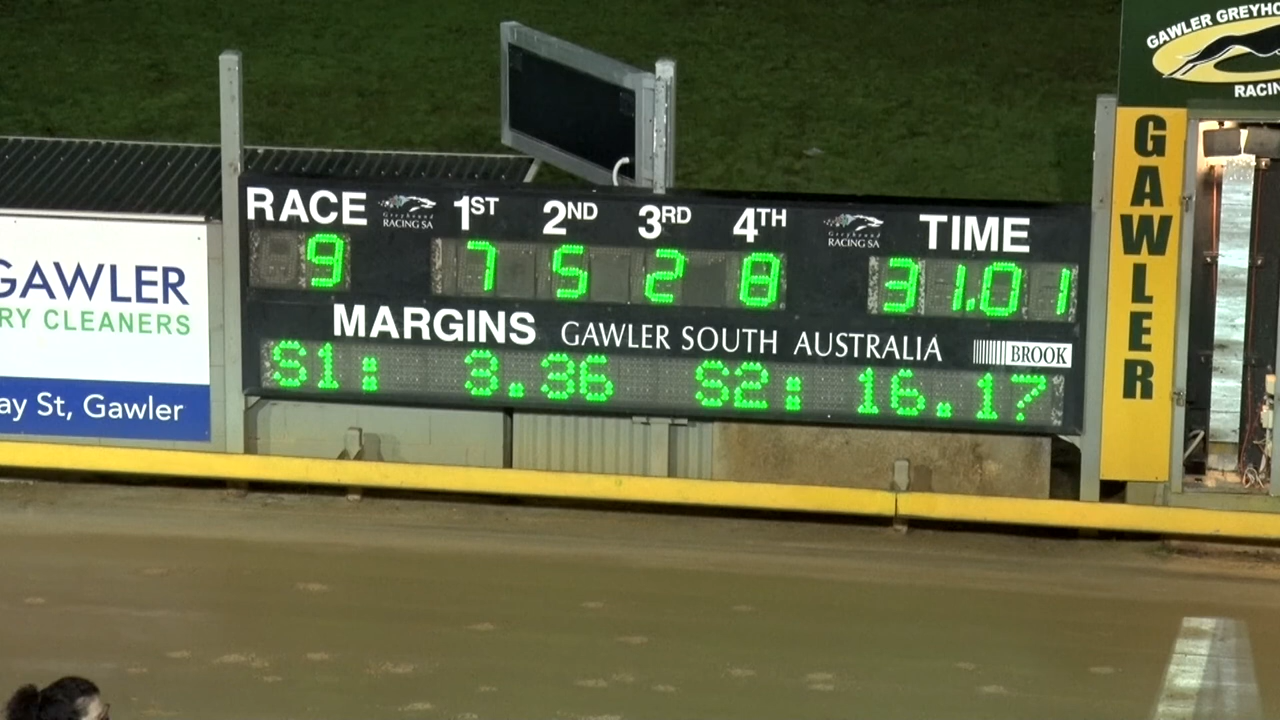 GAWLER GREYHO
RACIN
GAWLER
RACE
Greyhound
RACING SA
1ST 2ND 3RD 4TH
Greyhound
RACING SA
TIME
9 7 5 2 8 31.01
MARGINS GAWLER SOUTH AUSTRALIA BROOK
S1: 3.36 S2: 16.17
GAWLER
RY CLEANERS
ay St, Gawler